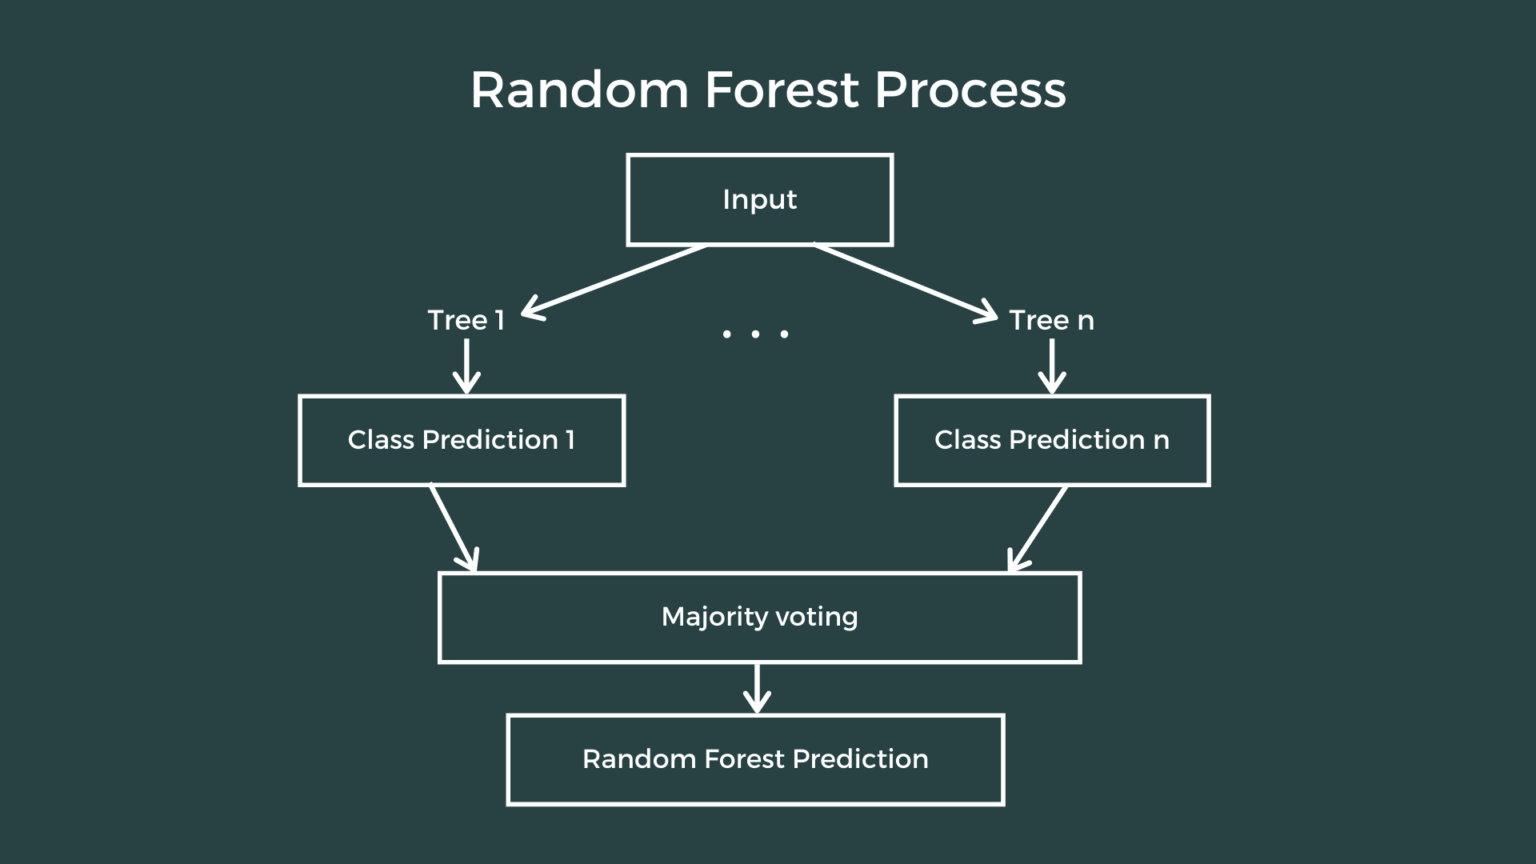 Random Forest Process
Input
Tree 1
. . .
Tree n
Class Prediction 1
Class Prediction n
Majority voting
Random Forest Prediction